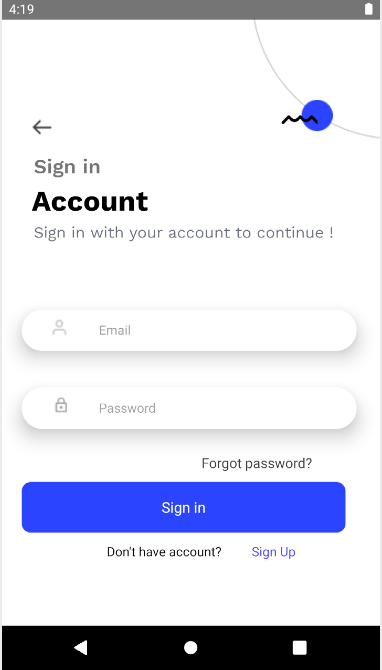 4:19
Sign in
Account
Sign in with your account to continue !
Email
Password
Forgot password?
Sign in
Don't have account? Sign Up